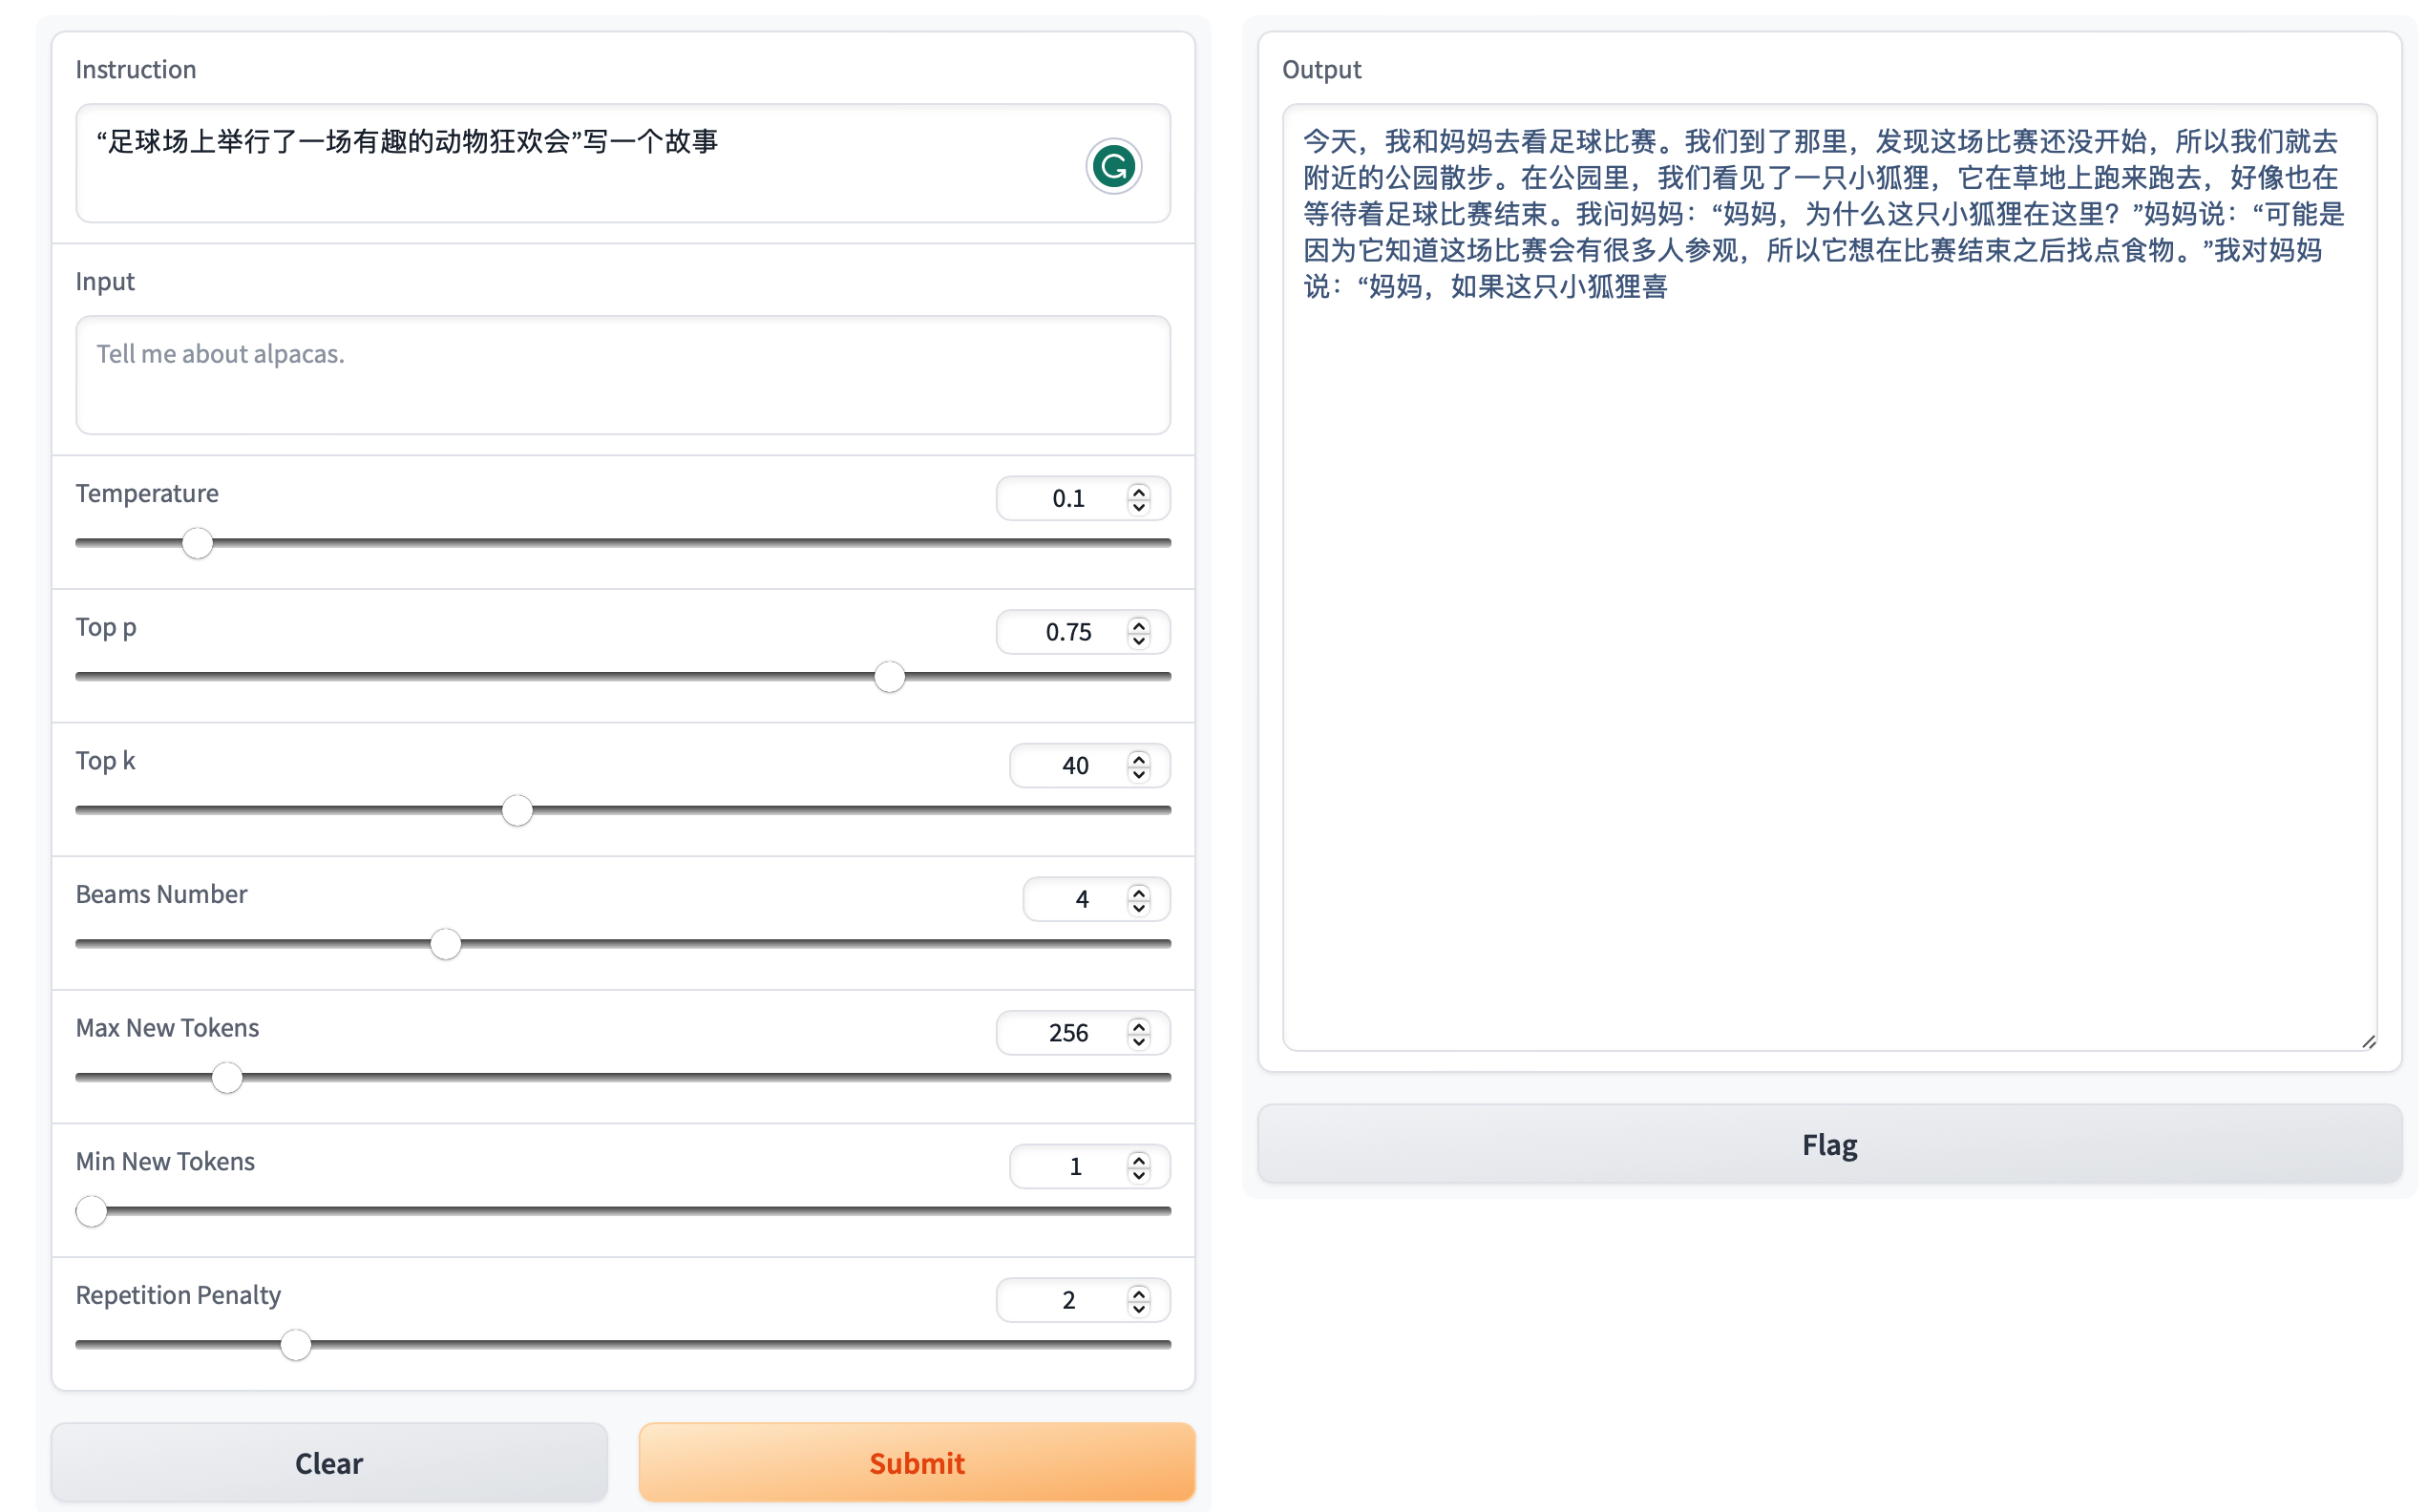 Instruction
“足球场上举行了一场有趣的动物狂欢会”写一个故事
Input
Tell me about alpacas.
Temperature
0.1
Top p
0.75
Top k
40
Beams Number
4
Max New Tokens
256
Min New Tokens
1
Repetition Penalty
2
Clear
Submit
Output
今天，我和妈妈去看足球比赛。我们到了那里，发现这场比赛还没开始，所以我们就去
附近的公园散步。在公园里，我们看见了一只小狐狸，它在草地上跑来跑去，好像也在
等待着足球比赛结束。我问妈妈：“妈妈，为什么这只小狐狸在这里？”妈妈说：“可能是
因为它知道这场比赛会有很多人参观，所以它想在比赛结束之后找点食物。”我对妈妈
说：“妈妈，如果这只小狐狸喜
Flag